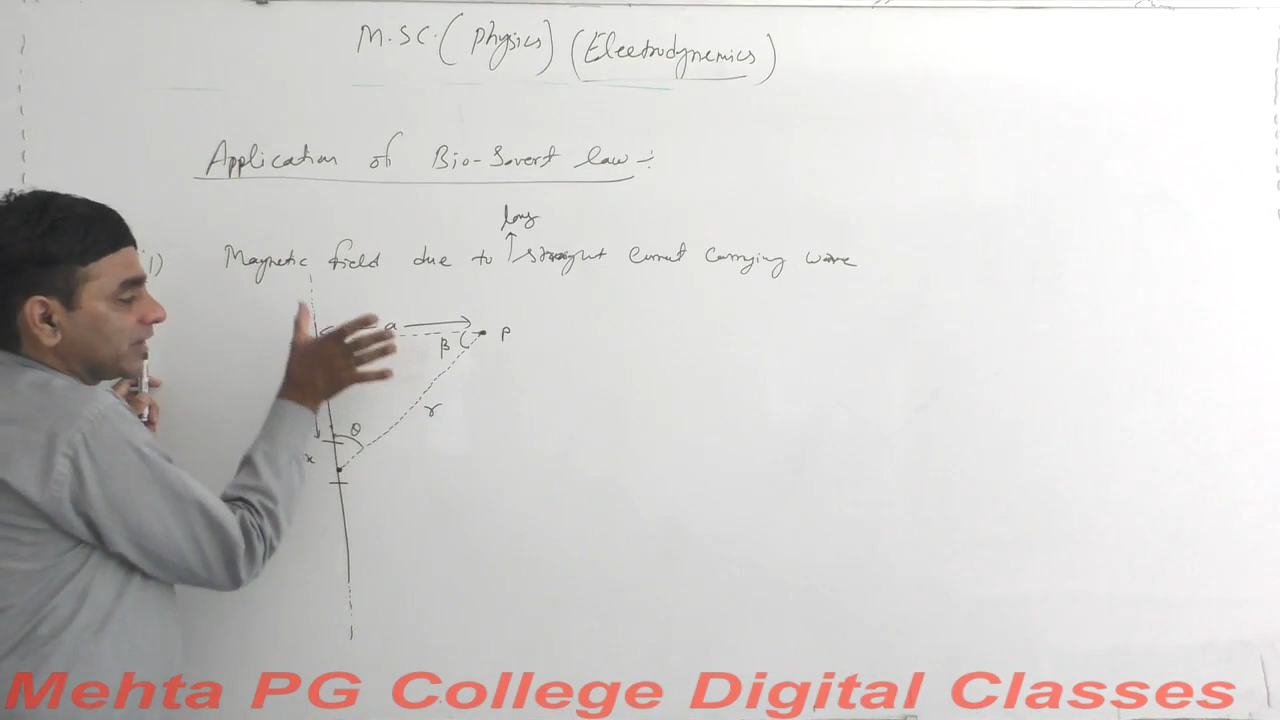 M.SC. (Physics) (Electrodynemics)
Application of Bio-Savert law :-
long
1) Magnetic field due to straight current carrying wire
a
β P
r
θ
x
Mehta PG College Digital Classes